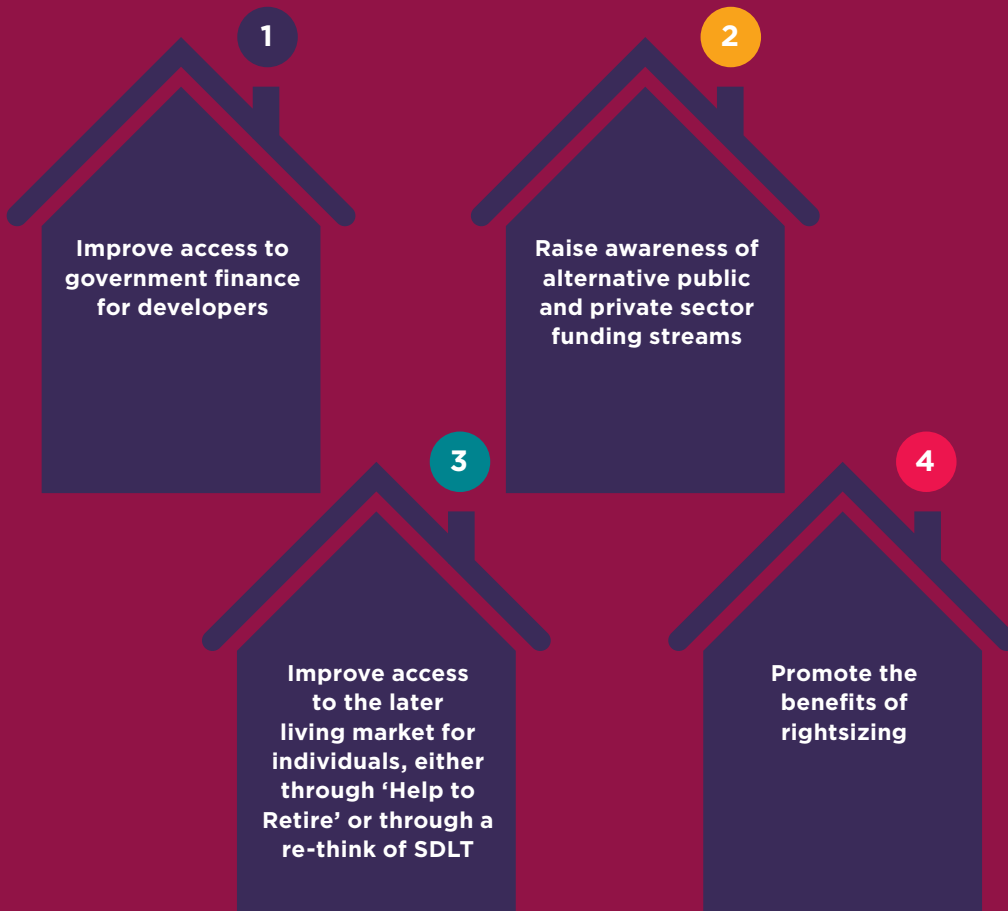 1
Improve access to
government finance
for developers
2
Raise awareness of
alternative public
and private sector
funding streams
3
Improve access
to the later
living market for
individuals, either
through ‘Help to
Retire’ or through a
re-think of SDLT
4
Promote the
benefits of
rightsizing